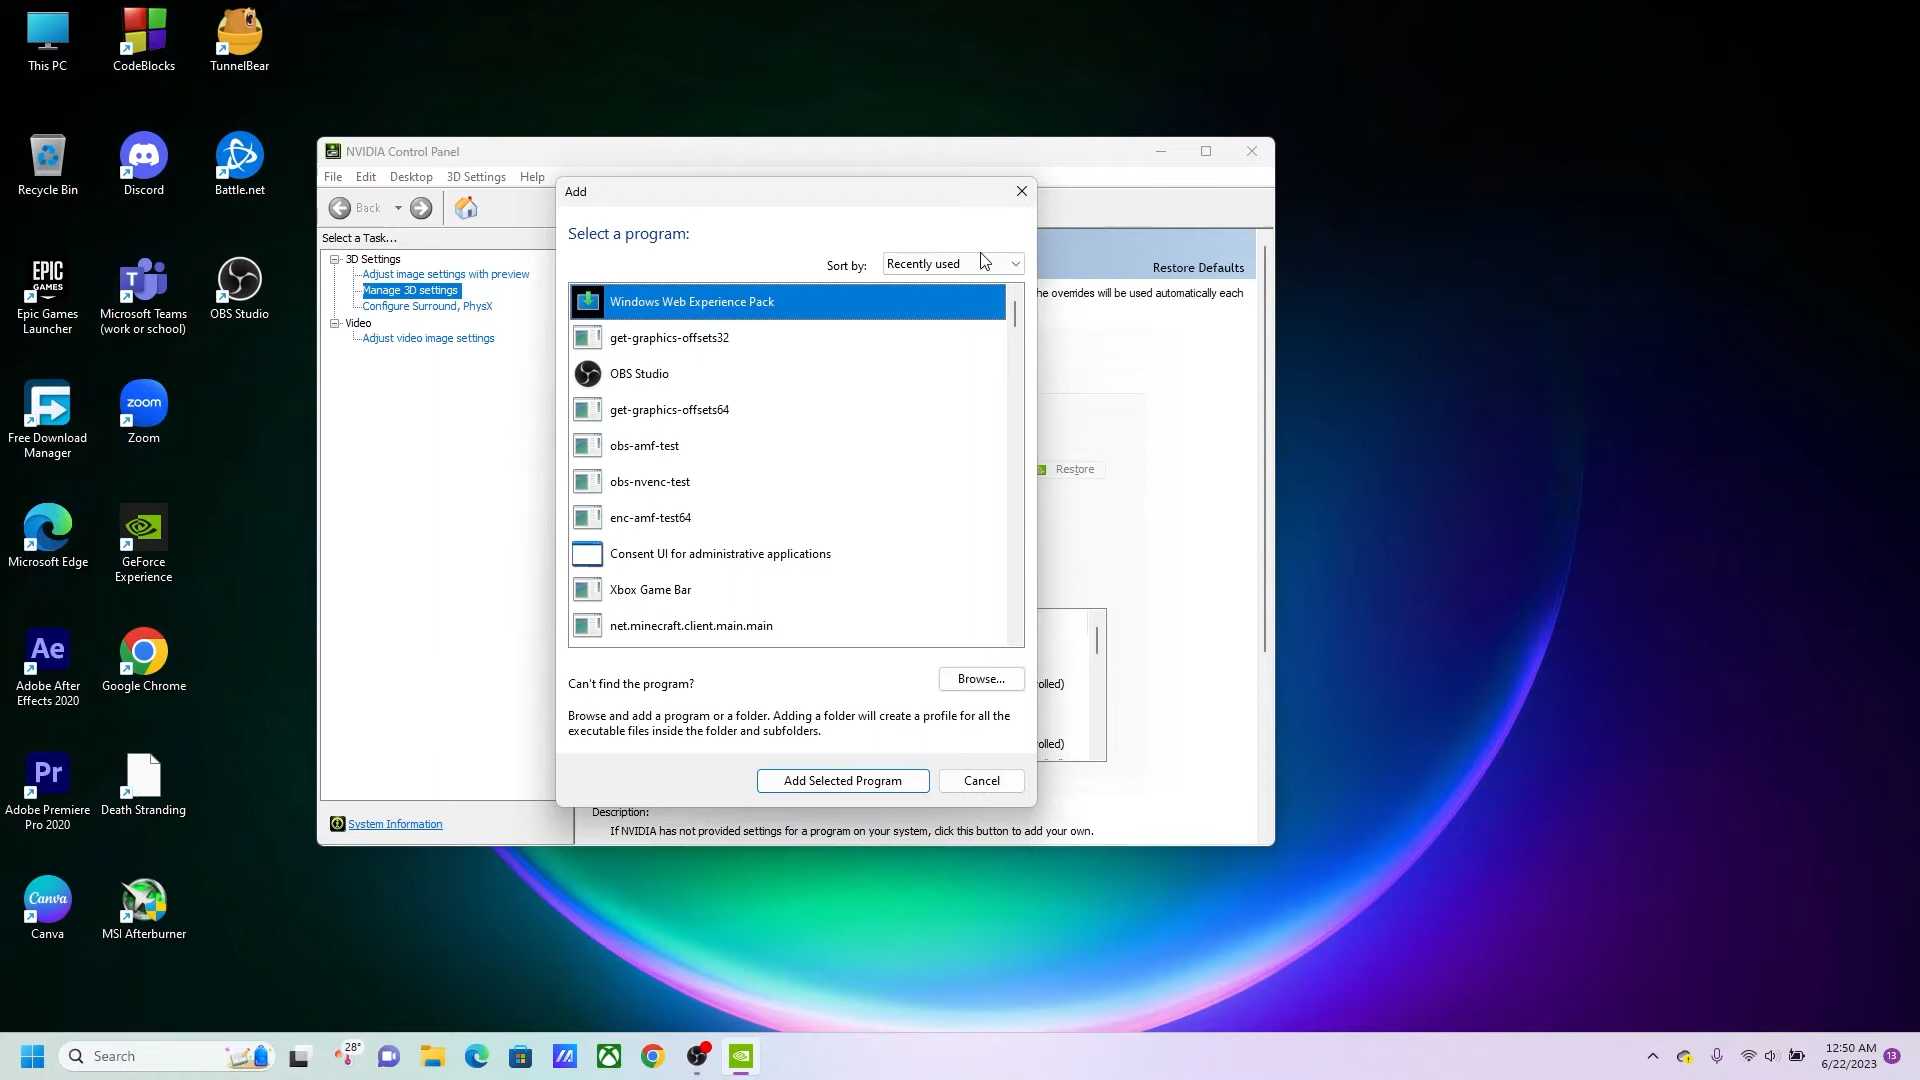 This PC
CodeBlocks
TunnelBear
Recycle Bin
Discord
Battle.net
EPIC
GAMES
Epic Games
Launcher
Microsoft Teams
(work or school)
OBS Studio
Free Download
Manager
zoom
Zoom
Microsoft Edge
GeForce
Experience
Ae
Adobe After
Effects 2020
Google Chrome
Pr
Adobe Premiere
Pro 2020
Death Stranding
Canva
Canva
MSI Afterburner
NVIDIA Control Panel
File Edit Desktop 3D Settings Help
Back
Select a Task...
3D Settings
Adjust image settings with preview
Manage 3D settings
Configure Surround, PhysX
Video
Adjust video image settings
System Information
Add
Select a program:
Sort by: Recently used
Windows Web Experience Pack
get-graphics-offsets32
OBS Studio
get-graphics-offsets64
obs-amf-test
obs-nvenc-test
enc-amf-test64
Consent UI for administrative applications
Xbox Game Bar
net.minecraft.client.main.main
Can't find the program?
Browse...
Browse and add a program or a folder. Adding a folder will create a profile for all the
executable files inside the folder and subfolders.
Add Selected Program
Cancel
Restore Defaults
he overrides will be used automatically each
Restore
olled)
olled)
Description:
If NVIDIA has not provided settings for a program on your system, click this button to add your own.
Search
28°
12:50 AM
6/22/2023
13